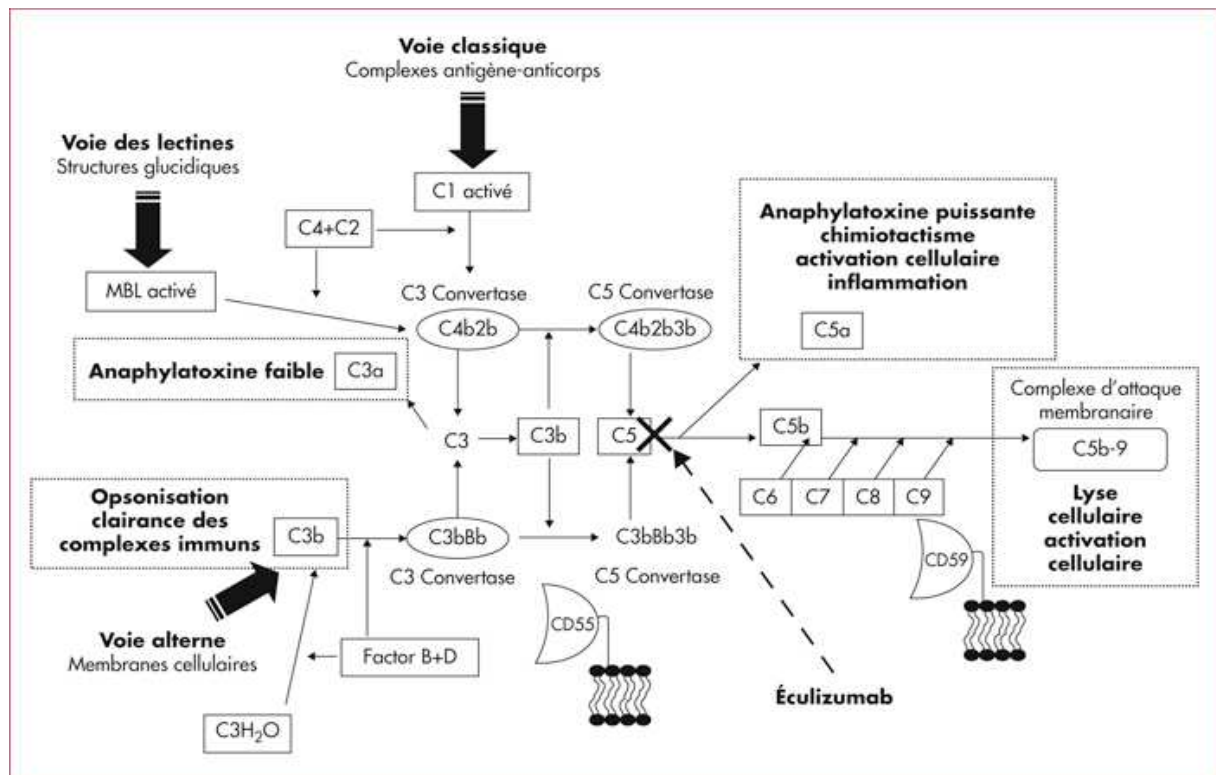 Voie classique
Complexes antigène-anticorps
Voie des lectines
Structures glucidiques
C1 activé
C4+C2
MBL activé
Anaphylatoxine puissante
chimiotactisme
activation cellulaire
inflammation
C5a
C3 Convertase
C5 Convertase
C4b2b
C4b2b3b
Anaphylatoxine faible
C3a
Complexe d'attaque
membranaire
C5b-9
Lyse
cellulaire
activation
cellulaire
C3
C3b
C5
C5b
C6
C7
C8
C9
Opsonisation
clairance des
complexes immuns
C3b
C3bBb
C3bBb3b
C3 Convertase
C5 Convertase
CD59
CD55
Voie alterne
Membranes cellulaires
Factor B+D
Éculizumab
C3H₂O